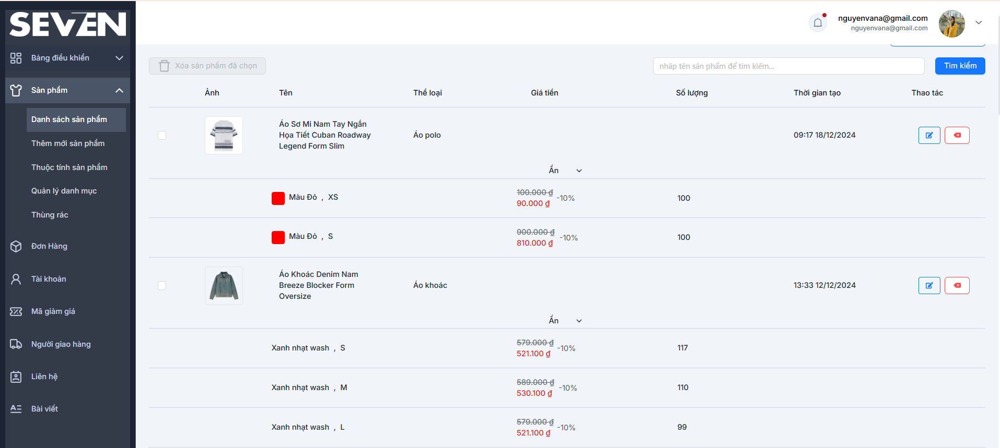 SEVEN
nguyenvana@gmail.com
nguyenvana@gmail.com
Bảng điều khiển
Sản phẩm
Danh sách sản phẩm
Thêm mới sản phẩm
Thuộc tính sản phẩm
Quản lý danh mục
Thùng rác
Đơn Hàng
Tài khoản
Mã giảm giá
Người giao hàng
Liên hệ
Bài viết
Xóa sản phẩm đã chọn
nhâp tên sản phẩm để tìm kiếm...
Tìm kiếm
Ảnh Tên Thể loại Giá tiền Số lượng Thời gian tạo Thao tác
Áo Sơ Mi Nam Tay Ngắn
Họa Tiết Cuban Roadway
Legend Form Slim
Áo polo
09:17 18/12/2024
Ẩn
Màu Đỏ , XS
100.000 ₫
90.000 ₫
-10%
100
Màu Đỏ , S
900.000 ₫
810.000 ₫
-10%
100
Áo Khoác Denim Nam
Breeze Blocker Form
Oversize
Áo khoác
13:33 12/12/2024
Ẩn
Xanh nhạt wash , S
579.000 ₫
521.100 ₫
-10%
117
Xanh nhạt wash , M
589.000 ₫
530.100 ₫
-10%
110
Xanh nhạt wash , L
579.000 ₫
521.100 ₫
-10%
99